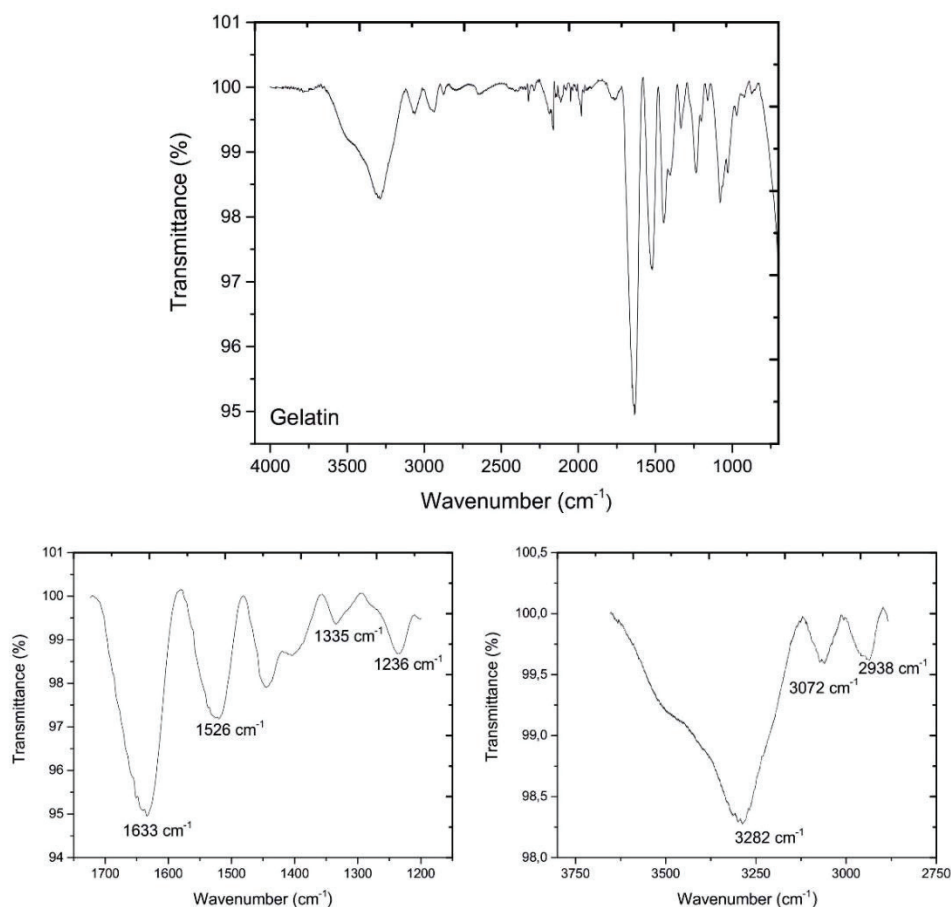 101
100
99
98
97
96
95
Transmittance (%)
Gelatin
4000 3500 3000 2500 2000 1500 1000
Wavenumber (cm⁻¹)
101
100
99
98
97
96
95
94
Transmittance (%)
1633 cm⁻¹
1526 cm⁻¹
1335 cm⁻¹
1236 cm⁻¹
1700 1600 1500 1400 1300 1200
Wavenumber (cm⁻¹)
100,5
100,0
99,5
99,0
98,5
98,0
Transmittance (%)
3282 cm⁻¹
3072 cm⁻¹
2938 cm⁻¹
3750 3500 3250 3000 2750
Wavenumber (cm⁻¹)